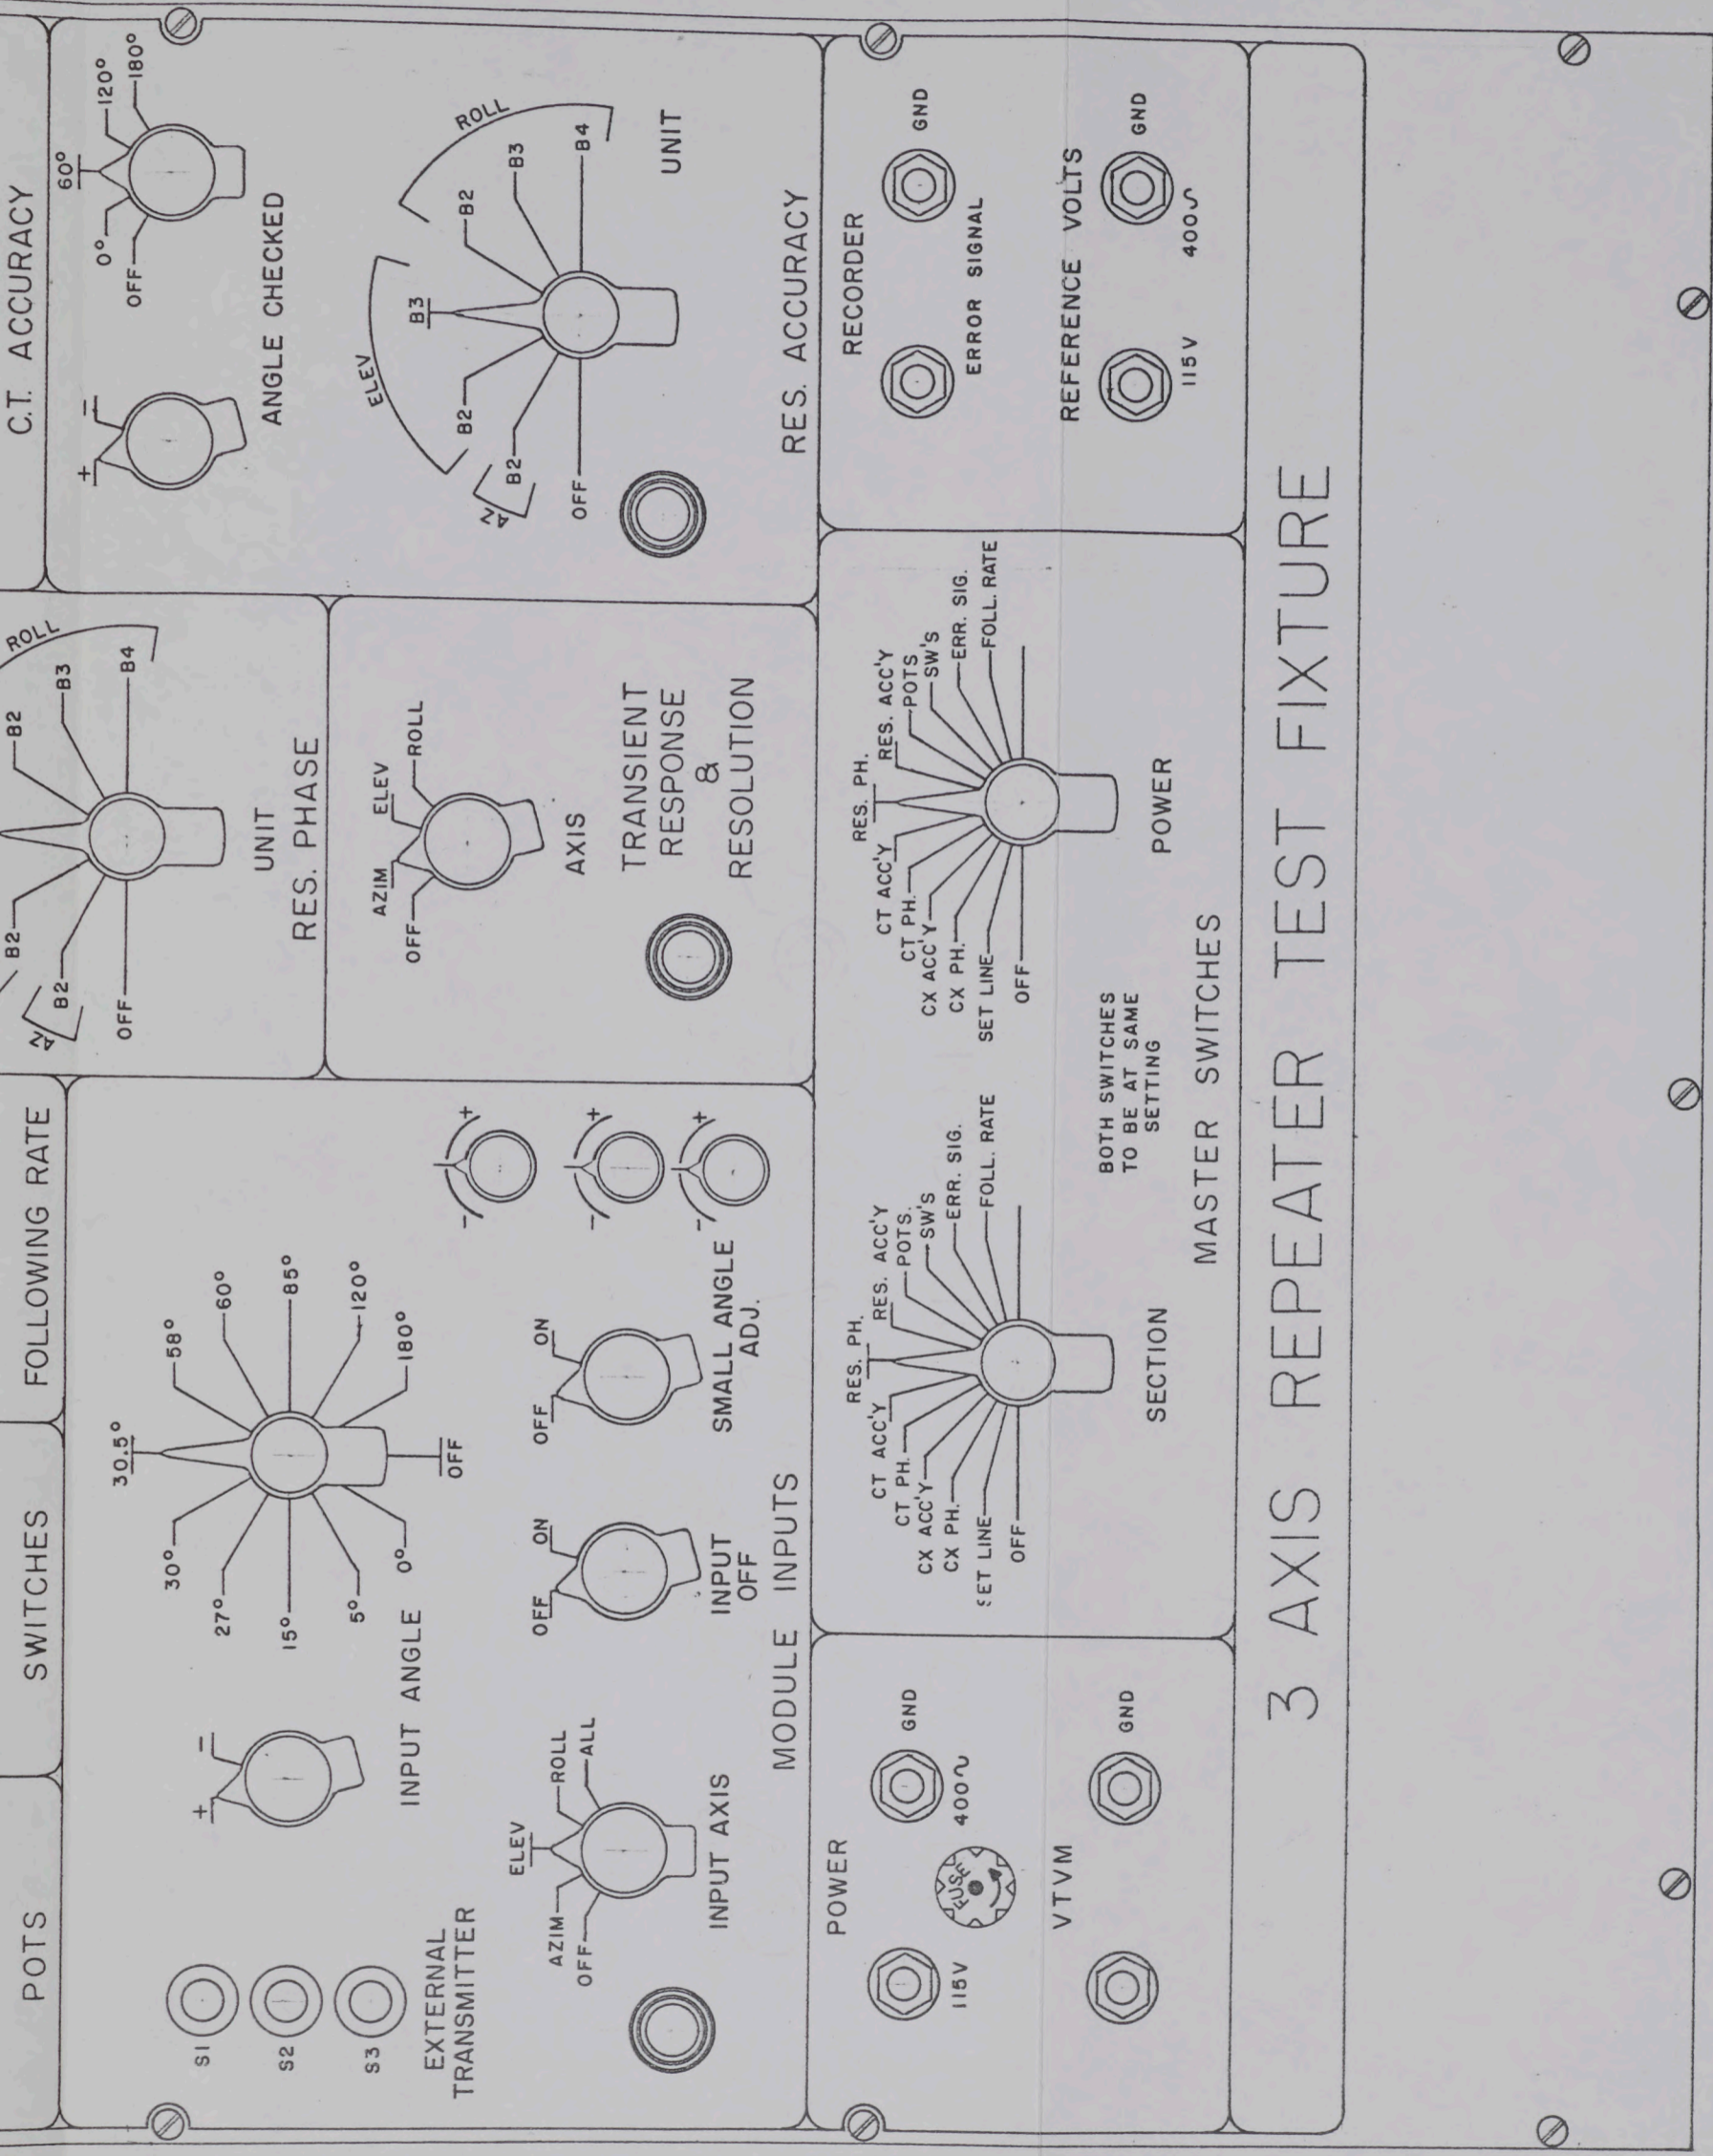 POTS
SWITCHES
FOLLOWING RATE
C.T. ACCURACY
S1
S2
S3
EXTERNAL
TRANSMITTER
+
−
INPUT ANGLE
30.5°
30°
58°
27°
60°
15°
85°
5°
120°
0°
180°
OFF
ELEV
AZIM
ROLL
OFF
ALL
INPUT AXIS
OFF
ON
INPUT
OFF
OFF
ON
SMALL ANGLE
ADJ.
−
+
−
+
−
+
MODULE INPUTS
ROLL
B2
B2
B3
AZ
B2
B4
OFF
UNIT
RES. PHASE
AZIM
ELEV
OFF
ROLL
AXIS
TRANSIENT
RESPONSE
&
RESOLUTION
+
−
60°
0°
120°
OFF
180°
ANGLE CHECKED
ELEV
ROLL
B3
B2
B2
AZ
B2
B3
OFF
B4
UNIT
RES. ACCURACY
POWER
GND
115V
400∿
FUSE
VTVM
GND
RES. PH.
CT ACC'Y
RES. ACC'Y
CT PH.
POTS.
CX ACC'Y
SW'S
CX PH.
ERR. SIG.
SET LINE
FOLL. RATE
OFF
SECTION
RES. PH.
CT ACC'Y
RES. ACC'Y
CT PH.
POTS
CX ACC'Y
SW'S
CX PH.
ERR. SIG.
SET LINE
FOLL. RATE
OFF
POWER
BOTH SWITCHES
TO BE AT SAME
SETTING
MASTER SWITCHES
RECORDER
GND
ERROR SIGNAL
REFERENCE VOLTS
GND
115V
400∿
3 AXIS REPEATER TEST FIXTURE